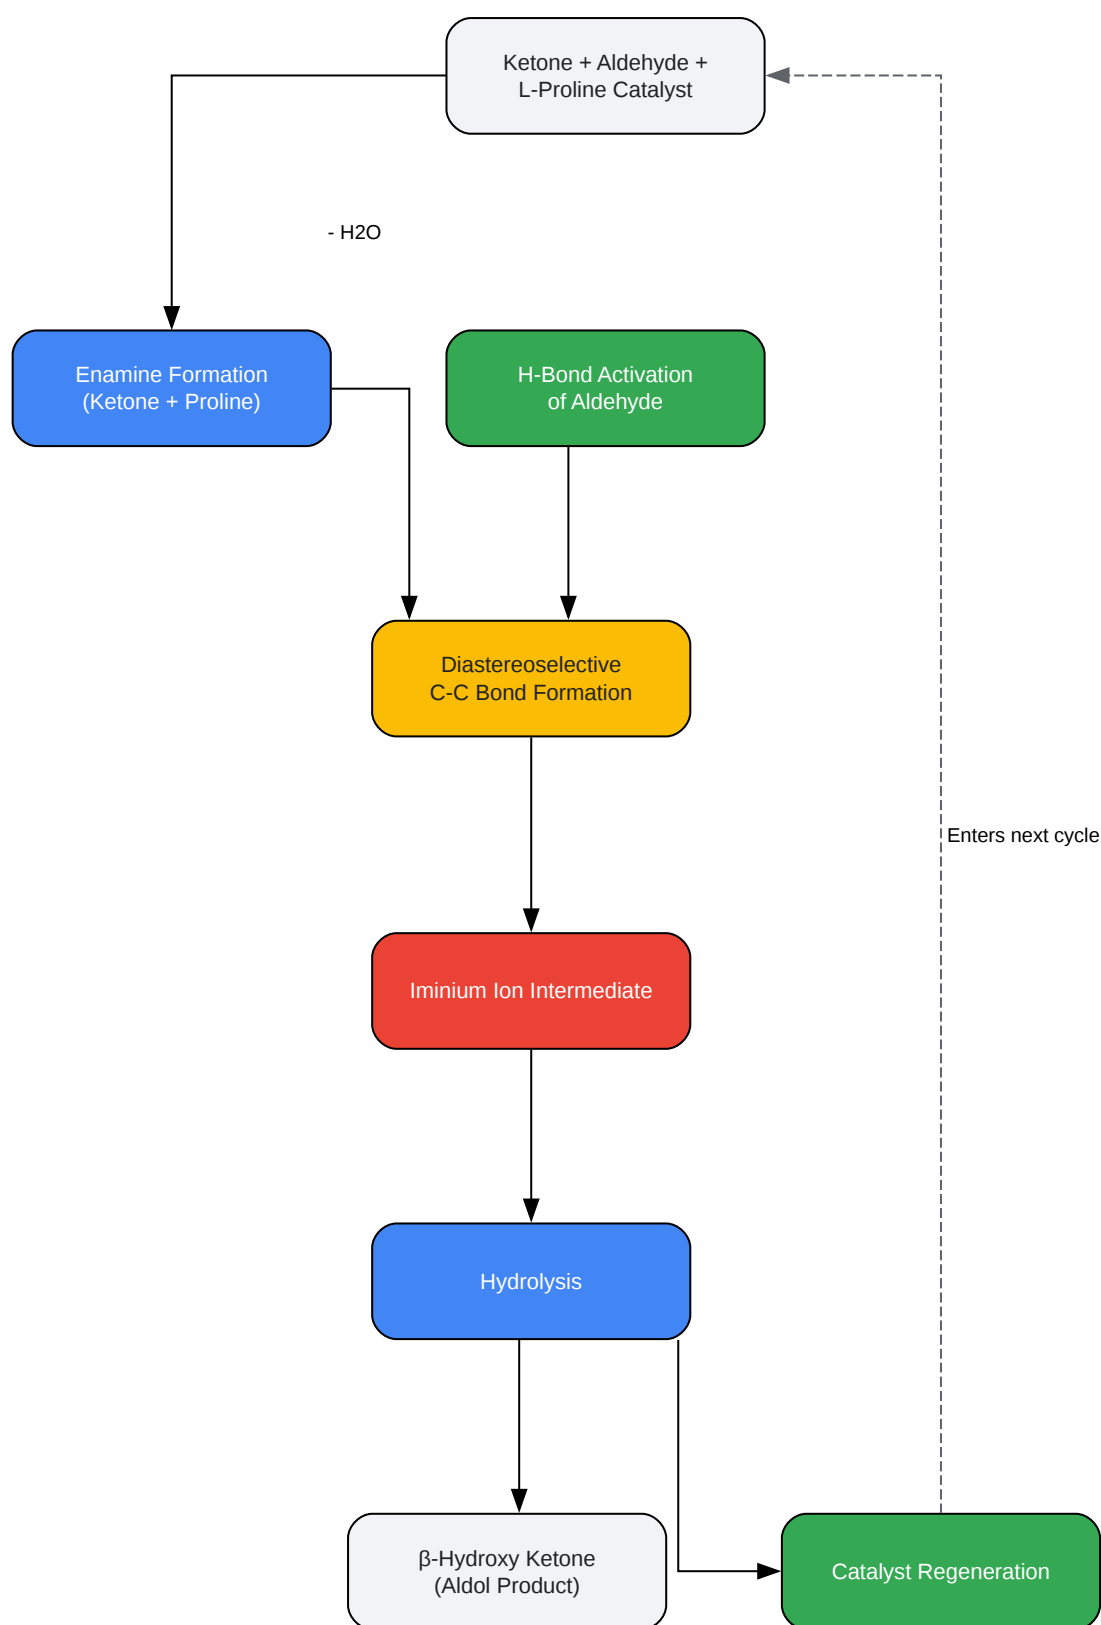 Ketone + Aldehyde +
L-Proline Catalyst
- H2O
Enamine Formation
(Ketone + Proline)
H-Bond Activation
of Aldehyde
Diastereoselective
C-C Bond Formation
Enters next cycle
Iminium Ion Intermediate
Hydrolysis
β-Hydroxy Ketone
(Aldol Product)
Catalyst Regeneration